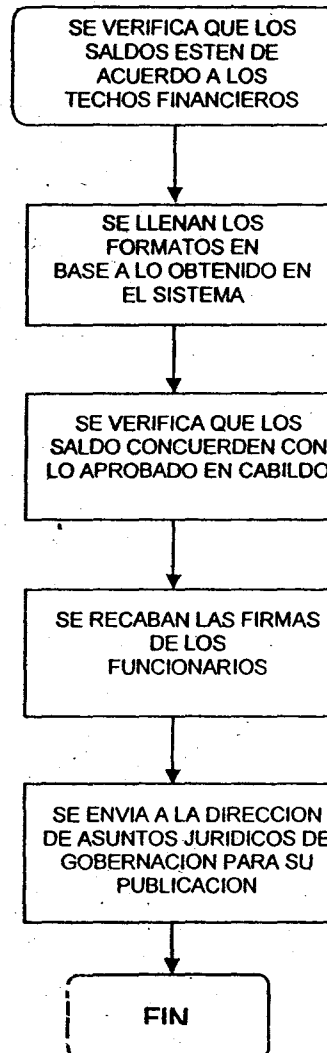 SE VERIFICA QUE LOS
SALDOS ESTEN DE
ACUERDO A LOS
TECHOS FINANCIEROS
SE LLENAN LOS
FORMATOS EN
BASE A LO OBTENIDO EN
EL SISTEMA
SE VERIFICA QUE LOS
SALDO CONCUERDEN CON
LO APROBADO EN CABILDO
SE RECABAN LAS FIRMAS
DE LOS
FUNCIONARIOS
SE ENVIA A LA DIRECCION
DE ASUNTOS JURIDICOS DE
GOBERNACION PARA SU
PUBLICACION
FIN